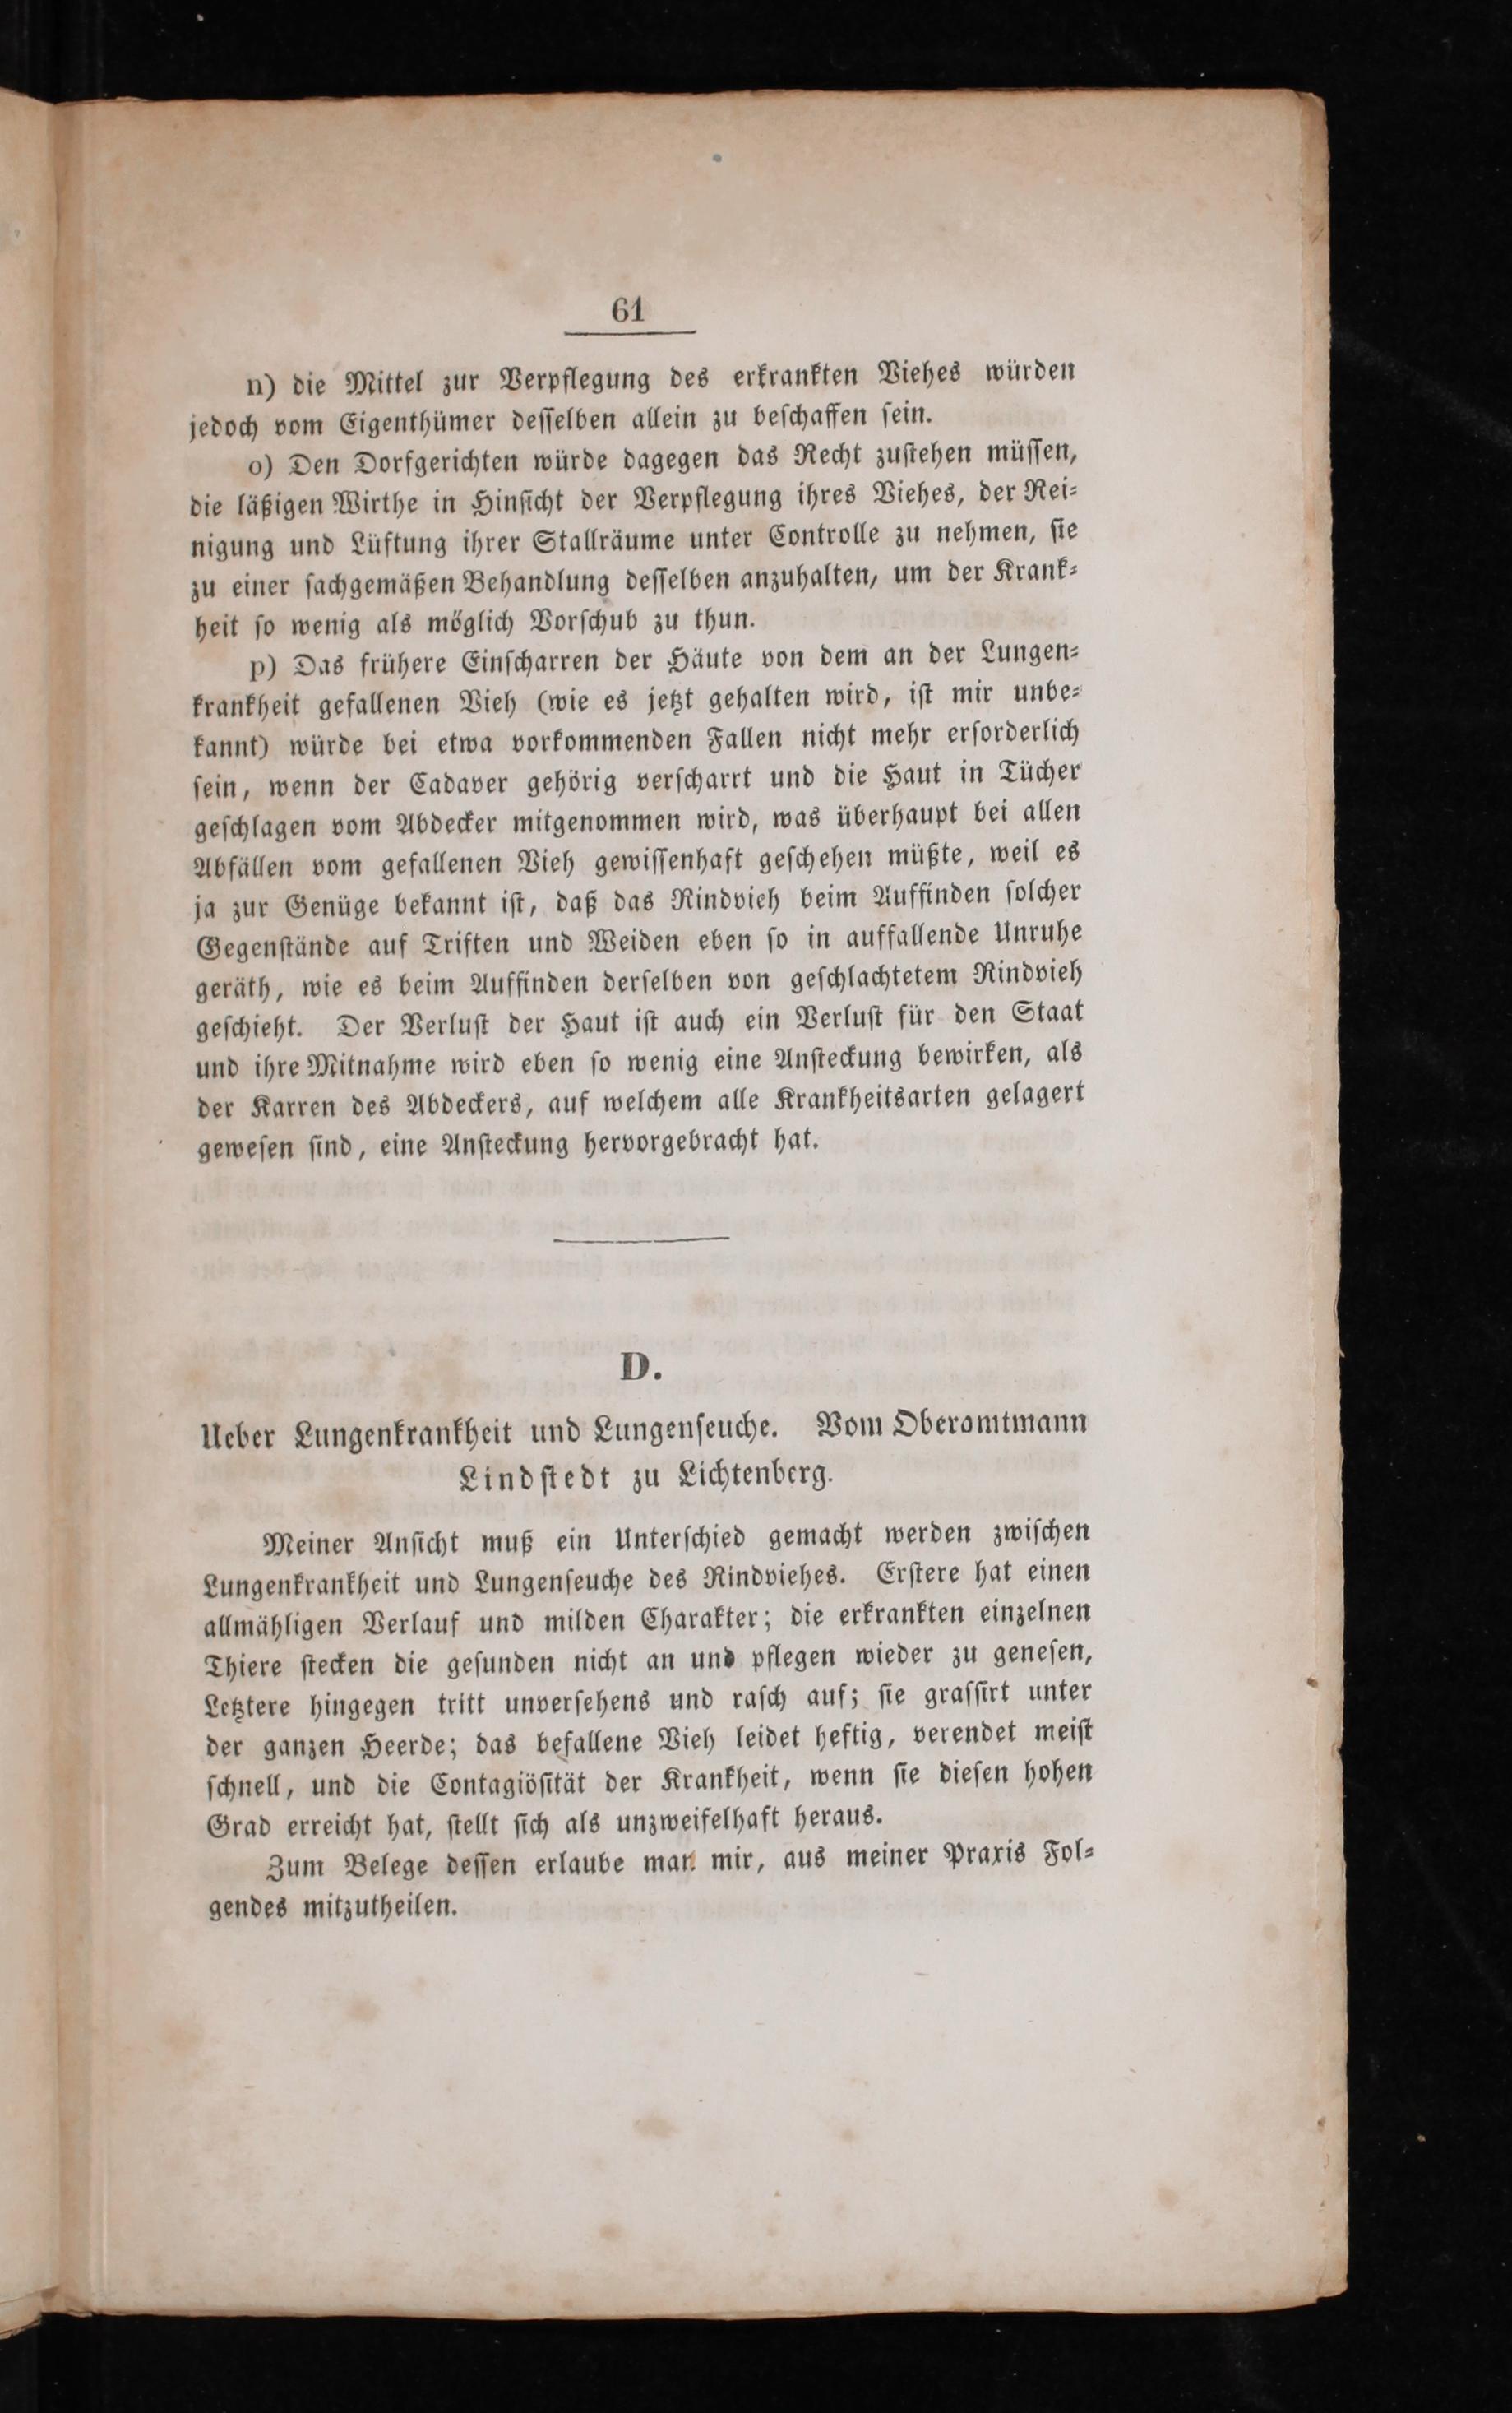 61
n) die Mittel zur Verpflegung des erkrankten Viehes würden
jedoch vom Eigenthümer desselben allein zu beschaffen sein.
o) Den Dorfgerichten würde dagegen das Recht zustehen müssen,
die läßigen Wirthe in Hinsicht der Verpflegung ihres Viehes, der Rei-
nigung und Lüftung ihrer Stallräume unter Controlle zu nehmen, sie
zu einer sachgemäßen Behandlung desselben anzuhalten, um der Krank-
heit so wenig als möglich Vorschub zu thun.
p) Das frühere Einscharren der Häute von dem an der Lungen-
krankheit gefallenen Vieh (wie es jetzt gehalten wird, ist mir unbe-
kannt) würde bei etwa vorkommenden Fallen nicht mehr erforderlich
sein, wenn der Cadaver gehörig verscharrt und die Haut in Tücher
geschlagen vom Abdecker mitgenommen wird, was überhaupt bei allen
Abfällen vom gefallenen Vieh gewissenhaft geschehen müßte, weil es
ja zur Genüge bekannt ist, daß das Rindvieh beim Auffinden solcher
Gegenstände auf Triften und Weiden eben so in auffallende Unruhe
geräth, wie es beim Auffinden derselben von geschlachtetem Rindvieh
geschieht. Der Verlust der Haut ist auch ein Verlust für den Staat
und ihre Mitnahme wird eben so wenig eine Ansteckung bewirken, als
der Karren des Abdeckers, auf welchem alle Krankheitsarten gelagert
gewesen sind, eine Ansteckung hervorgebracht hat.
D.
Ueber Lungenkrankheit und Lungenseuche. Vom Oberamtmann
Lindstedt zu Lichtenberg.
Meiner Ansicht muß ein Unterschied gemacht werden zwischen
Lungenkrankheit und Lungenseuche des Rindviehes. Erstere hat einen
allmähligen Verlauf und milden Charakter; die erkrankten einzelnen
Thiere stecken die gesunden nicht an und pflegen wieder zu genesen,
Letztere hingegen tritt unversehens und rasch auf; sie grassirt unter
der ganzen Heerde; das befallene Vieh leidet heftig, verendet meist
schnell, und die Contagiösität der Krankheit, wenn sie diesen hohen
Grad erreicht hat, stellt sich als unzweifelhaft heraus.
Zum Belege dessen erlaube man mir, aus meiner Praxis Fol-
gendes mitzutheilen.